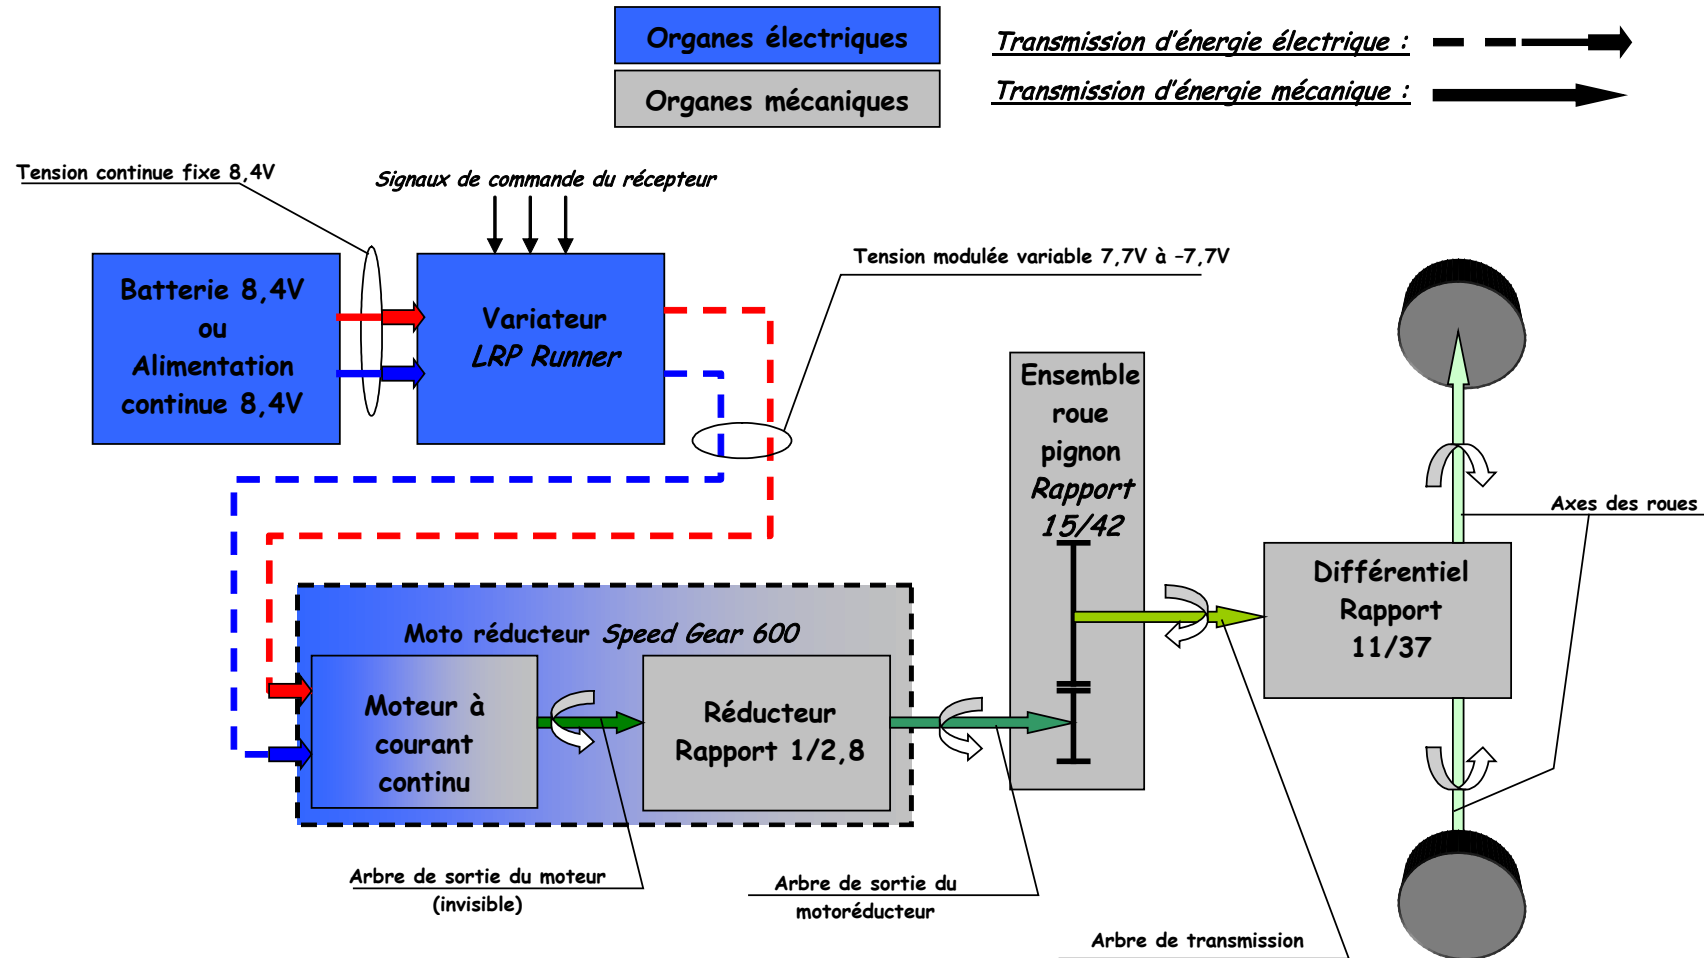 Organes électriques
Organes mécaniques
Transmission d'énergie électrique :
Transmission d'énergie mécanique :
Tension continue fixe 8,4V
Signaux de commande du récepteur
Tension modulée variable 7,7V à -7,7V
Batterie 8,4V
ou
Alimentation
continue 8,4V
Variateur
LRP Runner
Ensemble
roue
pignon
Rapport
15/42
Axes des roues
Différentiel
Rapport
11/37
Moto réducteur Speed Gear 600
Moteur à
courant
continu
Réducteur
Rapport 1/2,8
Arbre de sortie du moteur
(invisible)
Arbre de sortie du
motoréducteur
Arbre de transmission